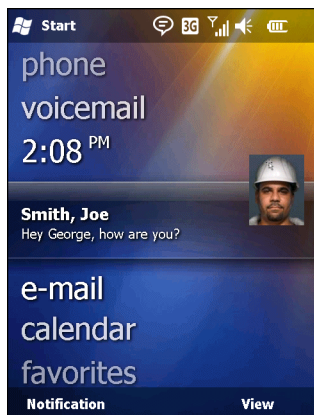 Start
3G
phone
voicemail
2:08 PM
Smith, Joe
Hey George, how are you?
e-mail
calendar
favorites
Notification View